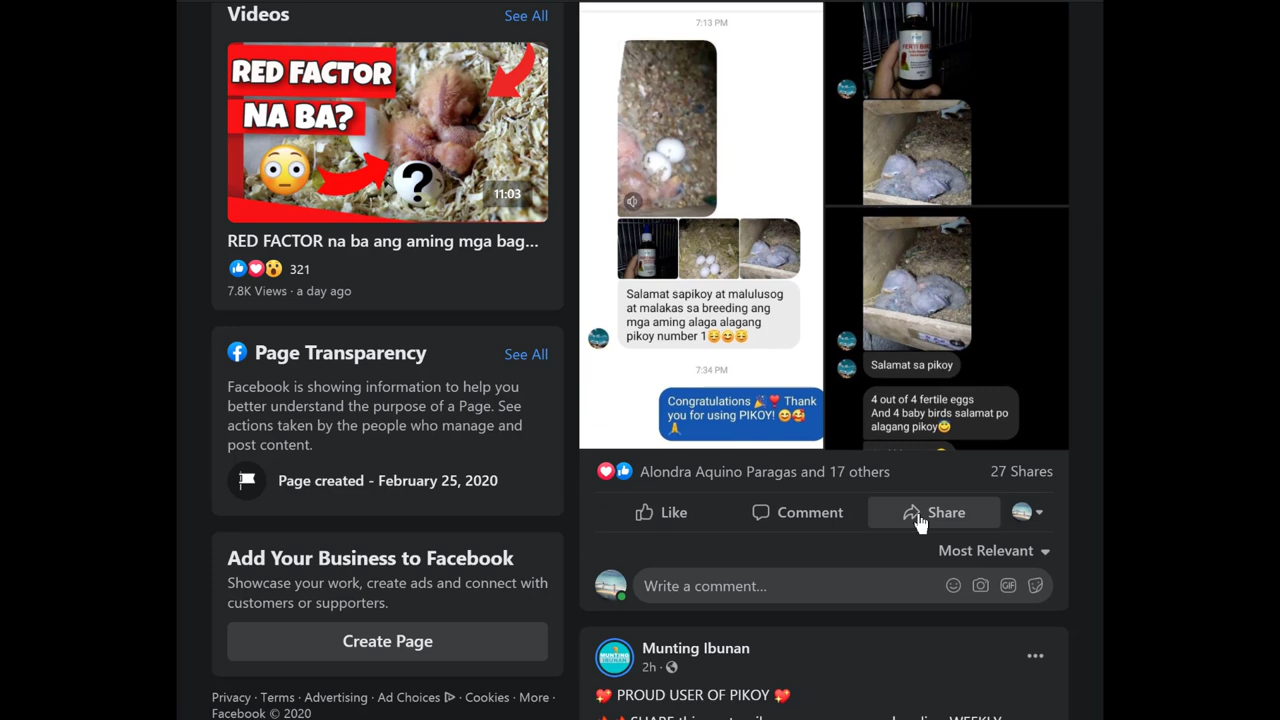 Videos
See All
RED FACTOR
NA BA?
?
11:03
RED FACTOR na ba ang aming mga bag...
321
7.8K Views · a day ago
Page Transparency
See All
Facebook is showing information to help you
better understand the purpose of a Page. See
actions taken by the people who manage and
post content.
Page created - February 25, 2020
Add Your Business to Facebook
Showcase your work, create ads and connect with
customers or supporters.
Create Page
Privacy · Terms · Advertising · Ad Choices · Cookies · More ·
Facebook © 2020
7:13 PM
Salamat sapikoy at malulusog
at malakas sa breeding ang
mga aming alaga alagang
pikoy number 1😌😊😌
7:34 PM
Congratulations 🎉❣️ Thank
you for using PIKOY! 😊🥰
🙏
FERTI BIRD
Salamat sa pikoy
4 out of 4 fertile eggs
And 4 baby birds salamat po
alagang pikoy😊
Alondra Aquino Paragas and 17 others
27 Shares
Like
Comment
Share
Most Relevant
Write a comment...
GIF
MUNTING
IBUNAN
Munting Ibunan
2h ·
💖 PROUD USER OF PIKOY 💖